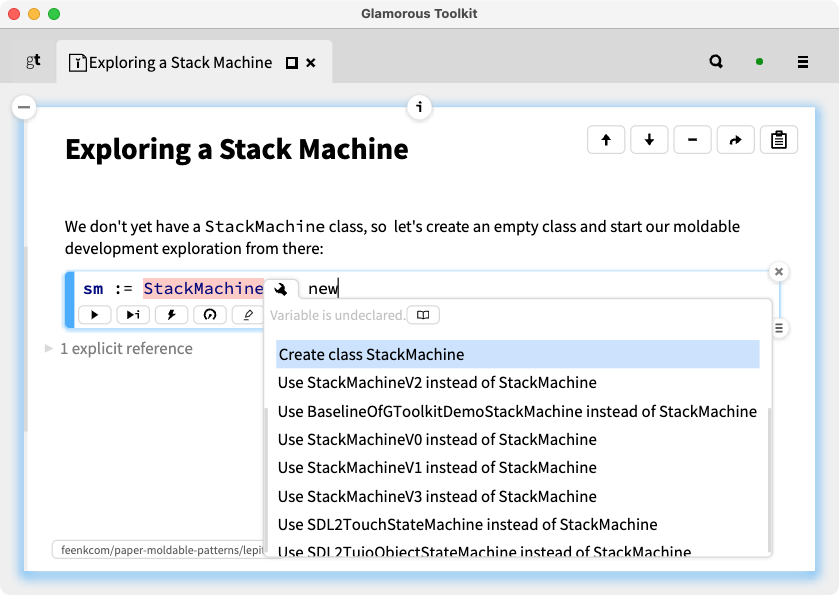 Glamorous Toolkit
gt
Exploring a Stack Machine
i
Exploring a Stack Machine
We don't yet have a StackMachine class, so let's create an empty class and start our moldable
development exploration from there:
sm := StackMachine new
Variable is undeclared.
1 explicit reference
Create class StackMachine
Use StackMachineV2 instead of StackMachine
Use BaselineOfGToolkitDemoStackMachine instead of StackMachine
Use StackMachineV0 instead of StackMachine
Use StackMachineV1 instead of StackMachine
Use StackMachineV3 instead of StackMachine
Use SDL2TouchStateMachine instead of StackMachine
Use SDL2TuioObjectStateMachine instead of StackMachine
feenkcom/paper-moldable-patterns/lepit